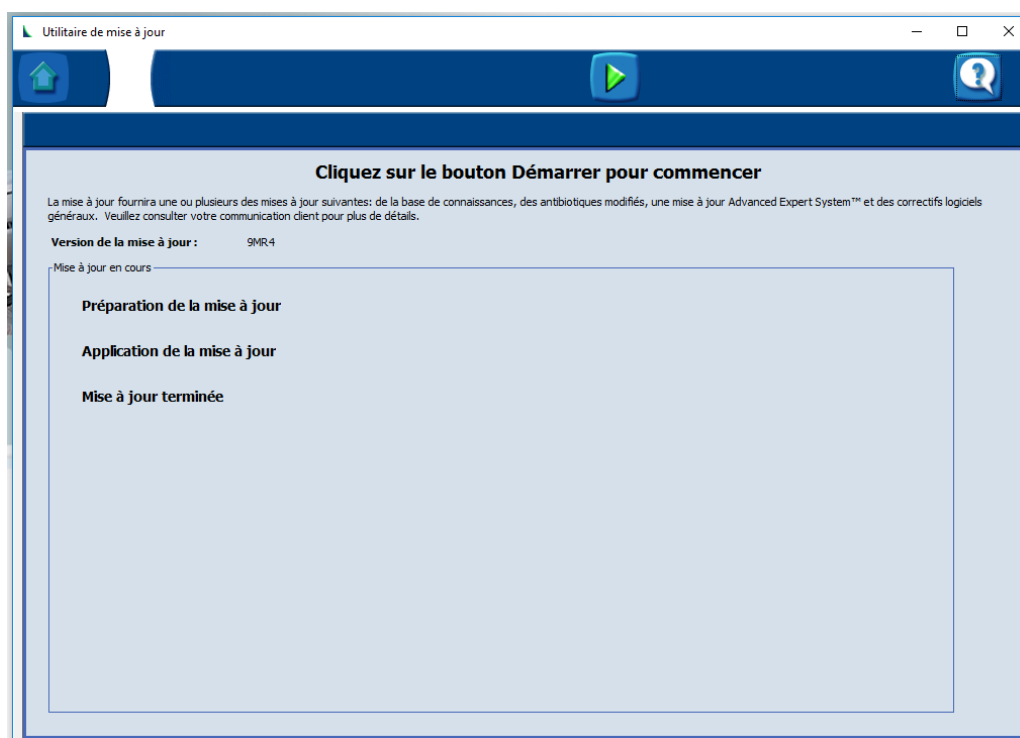 Utilitaire de mise à jour
Cliquez sur le bouton Démarrer pour commencer
La mise à jour fournira une ou plusieurs des mises à jour suivantes: de la base de connaissances, des antibiotiques modifiés, une mise à jour Advanced Expert System™ et des correctifs logiciels
généraux. Veuillez consulter votre communication client pour plus de détails.
Version de la mise à jour : 9MR4
Mise à jour en cours
Préparation de la mise à jour
Application de la mise à jour
Mise à jour terminée